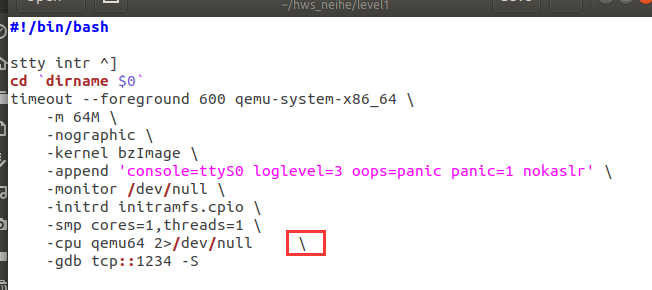 Open
~/hws_neihe/level1
Save
#!/bin/bash
stty intr ^]
cd `dirname $0`
timeout --foreground 600 qemu-system-x86_64 \
-m 64M \
-nographic \
-kernel bzImage \
-append 'console=ttyS0 loglevel=3 oops=panic panic=1 nokaslr' \
-monitor /dev/null \
-initrd initramfs.cpio \
-smp cores=1,threads=1 \
-cpu qemu64 2>/dev/null \
-gdb tcp::1234 -S